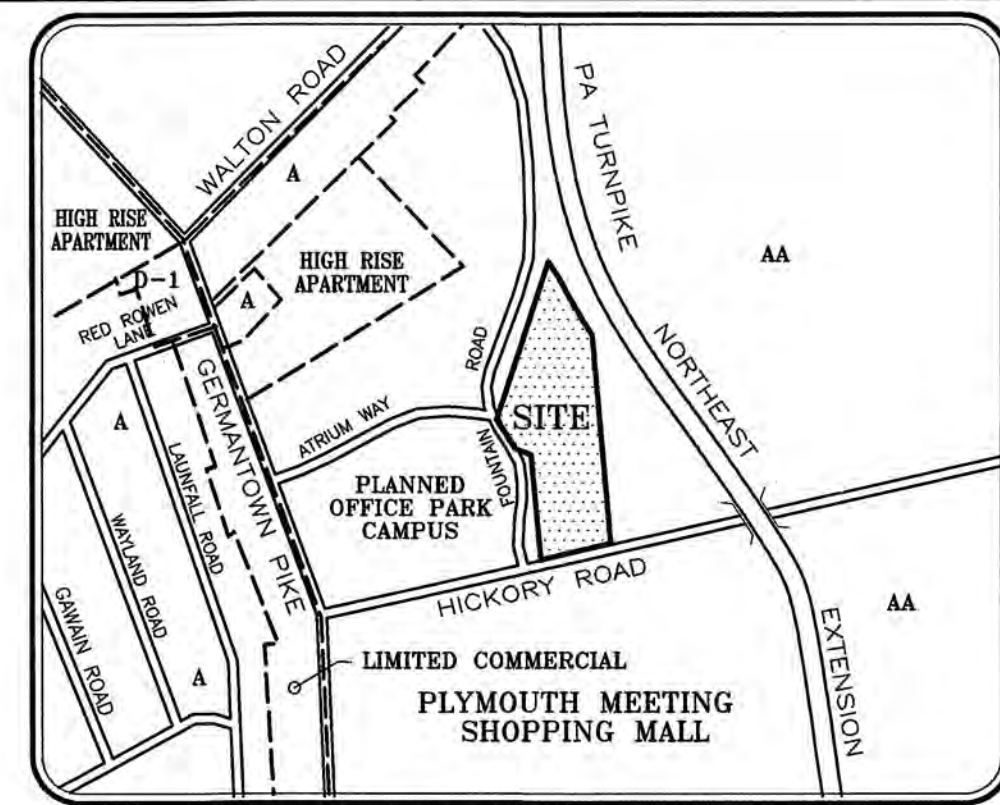 WALTON ROAD
PA TURNPIKE
A
HIGH RISE
APARTMENT
HIGH RISE
APARTMENT
AA
D-1
A
RED ROWEN
LANE
NORTHEAST
ROAD
GERMANTOWN PIKE
ATRIUM WAY
SITE
A
LAUNFALL ROAD
FOUNTAIN
PLANNED
OFFICE PARK
CAMPUS
WAYLAND ROAD
HICKORY ROAD
GAWAIN ROAD
AA
EXTENSION
LIMITED COMMERCIAL
A
PLYMOUTH MEETING
SHOPPING MALL